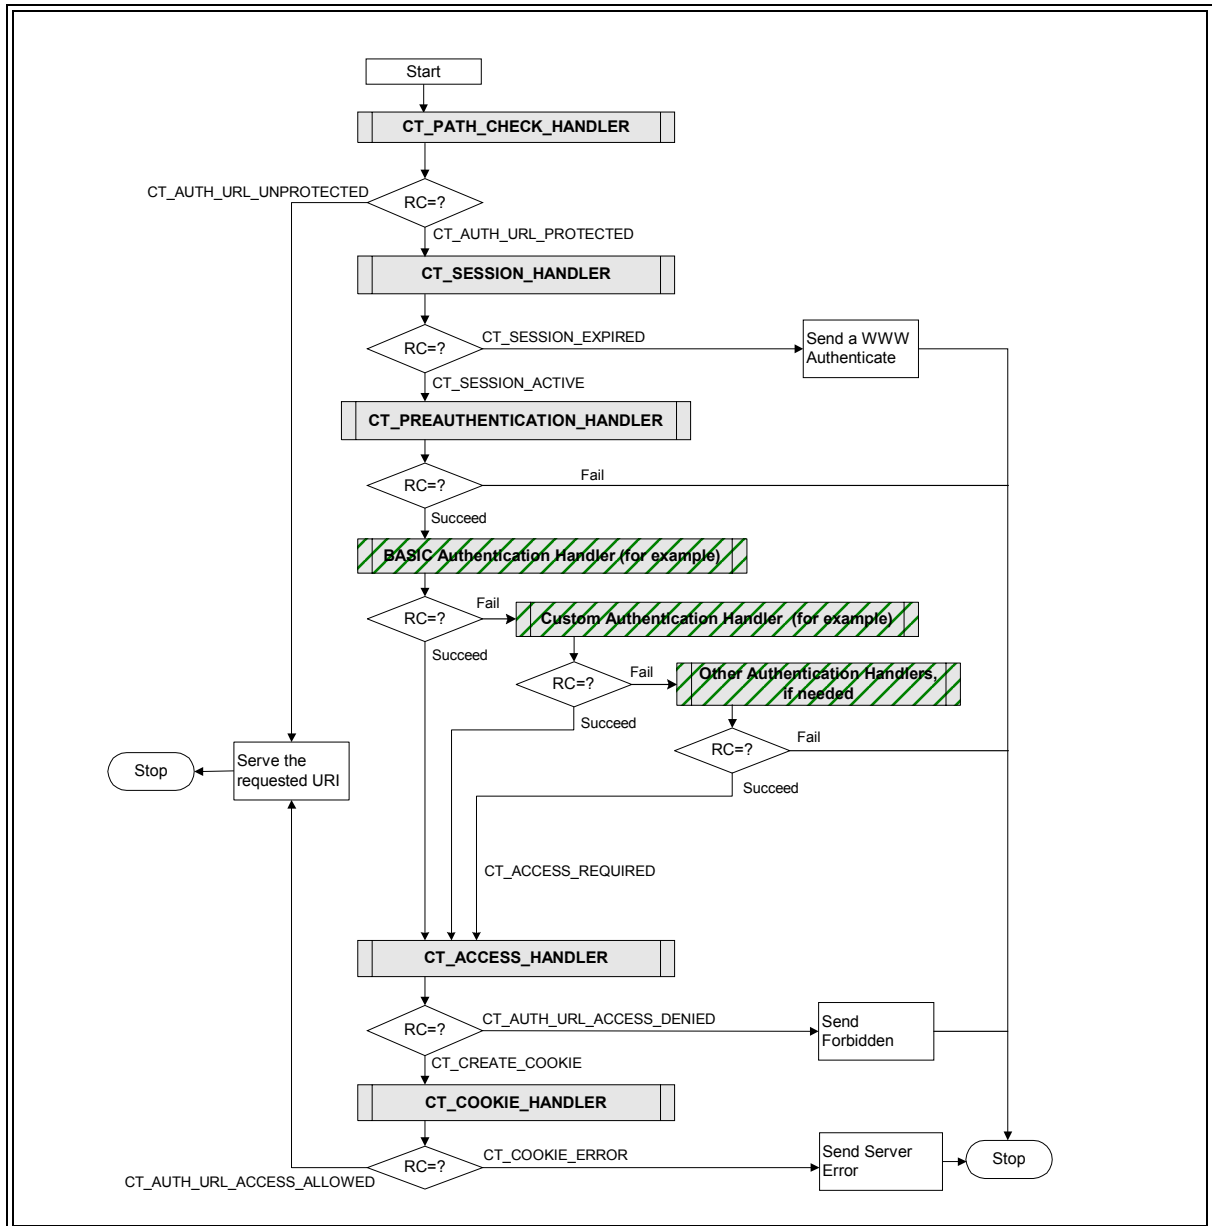 Start
CT_PATH_CHECK_HANDLER
CT_AUTH_URL_UNPROTECTED
RC=?
CT_AUTH_URL_PROTECTED
CT_SESSION_HANDLER
CT_SESSION_EXPIRED
RC=?
Send a WWW
Authenticate
CT_SESSION_ACTIVE
CT_PREAUTHENTICATION_HANDLER
RC=?
Fail
Succeed
BASIC Authentication Handler (for example)
RC=?
Fail
Custom Authentication Handler (for example)
Succeed
RC=?
Fail
Other Authentication Handlers,
if needed
Succeed
RC=?
Fail
Succeed
Stop
Serve the
requested URI
CT_ACCESS_REQUIRED
CT_ACCESS_HANDLER
RC=?
CT_AUTH_URL_ACCESS_DENIED
Send
Forbidden
CT_CREATE_COOKIE
CT_COOKIE_HANDLER
RC=?
CT_COOKIE_ERROR
Send Server
Error
Stop
CT_AUTH_URL_ACCESS_ALLOWED